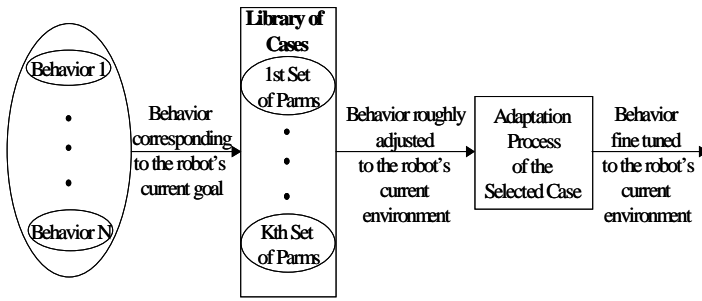 Behavior 1
Behavior N
Behavior
corresponding
to the robot's
current goal
Library of
Cases
1st Set
of Parms
Kth Set
of Parms
Behavior roughly
adjusted
to the robot's
current
environment
Adaptation
Process
of the
Selected Case
Behavior
fine tuned
to the robot's
current
environment